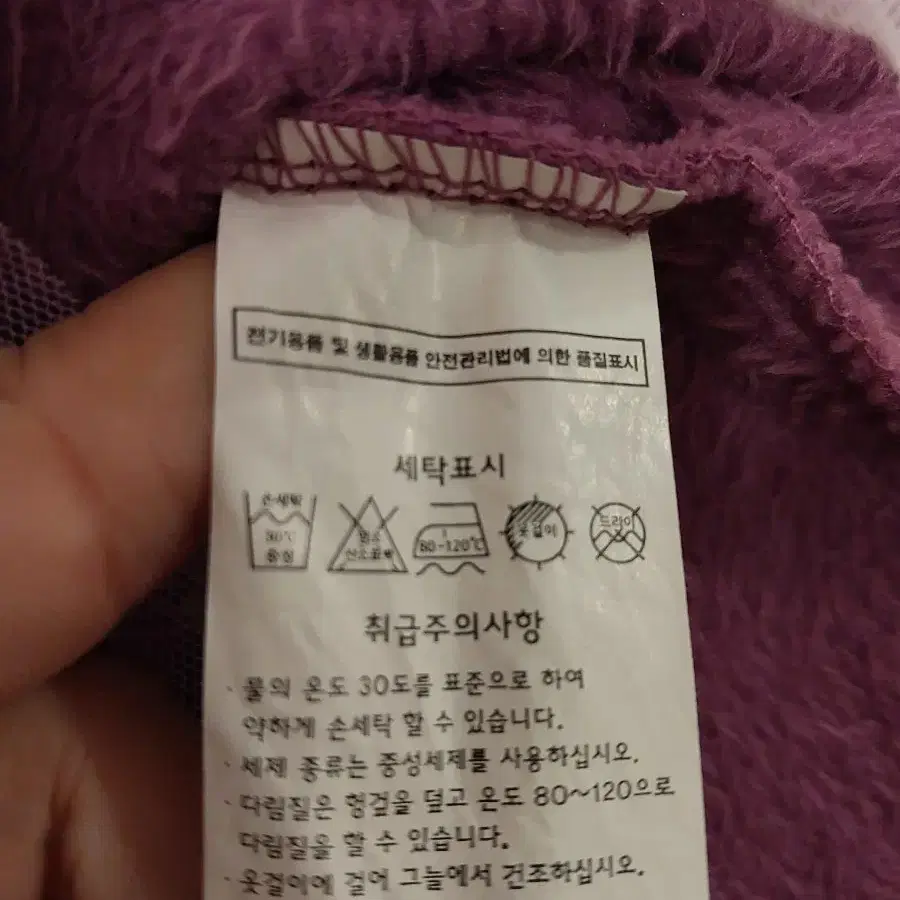 전기용품 및 생활용품 안전관리법에 의한 품질표시
세탁표시
손세탁 30℃ 중성
염소 산소표백
80-120℃
옷걸이
드라이
취급주의사항
· 물의 온도 30도를 표준으로 하여
약하게 손세탁 할 수 있습니다.
· 세제 종류는 중성세제를 사용하십시오.
· 다림질은 헝겊을 덮고 온도 80~120으로
다림질을 할 수 있습니다.
· 옷걸이에 걸어 그늘에서 건조하십시오.